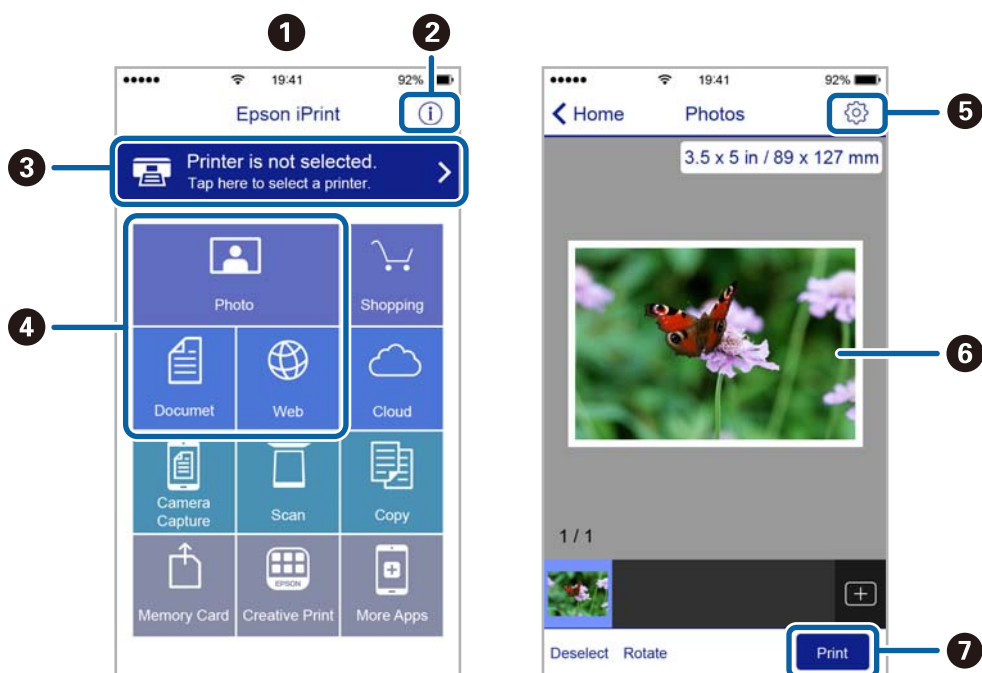 1
2
19:41
92%
Epson iPrint
i
3
Printer is not selected.
Tap here to select a printer.
4
Photo
Shopping
Documet
Web
Cloud
Camera
Capture
Scan
Copy
EPSON
Memory Card
Creative Print
More Apps
19:41
92%
Home
Photos
5
3.5 x 5 in / 89 x 127 mm
6
1 / 1
Deselect
Rotate
Print
7